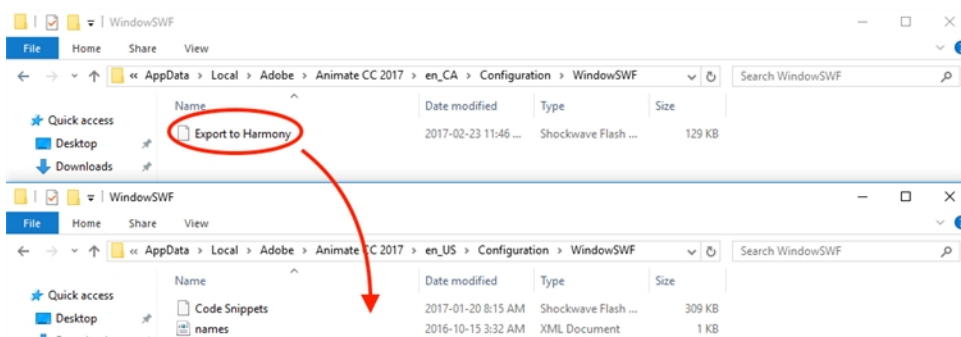 WindowSWF
File Home Share View
« AppData > Local > Adobe > Animate CC 2017 > en_CA > Configuration > WindowSWF Search WindowSWF
Name Date modified Type Size
Quick access
Export to Harmony 2017-02-23 11:46 ... Shockwave Flash ... 129 KB
Desktop
Downloads
WindowSWF
File Home Share View
« AppData > Local > Adobe > Animate CC 2017 > en_US > Configuration > WindowSWF Search WindowSWF
Name Date modified Type Size
Quick access
Code Snippets 2017-01-20 8:15 AM Shockwave Flash ... 309 KB
Desktop
names 2016-10-15 3:32 AM XML Document 1 KB